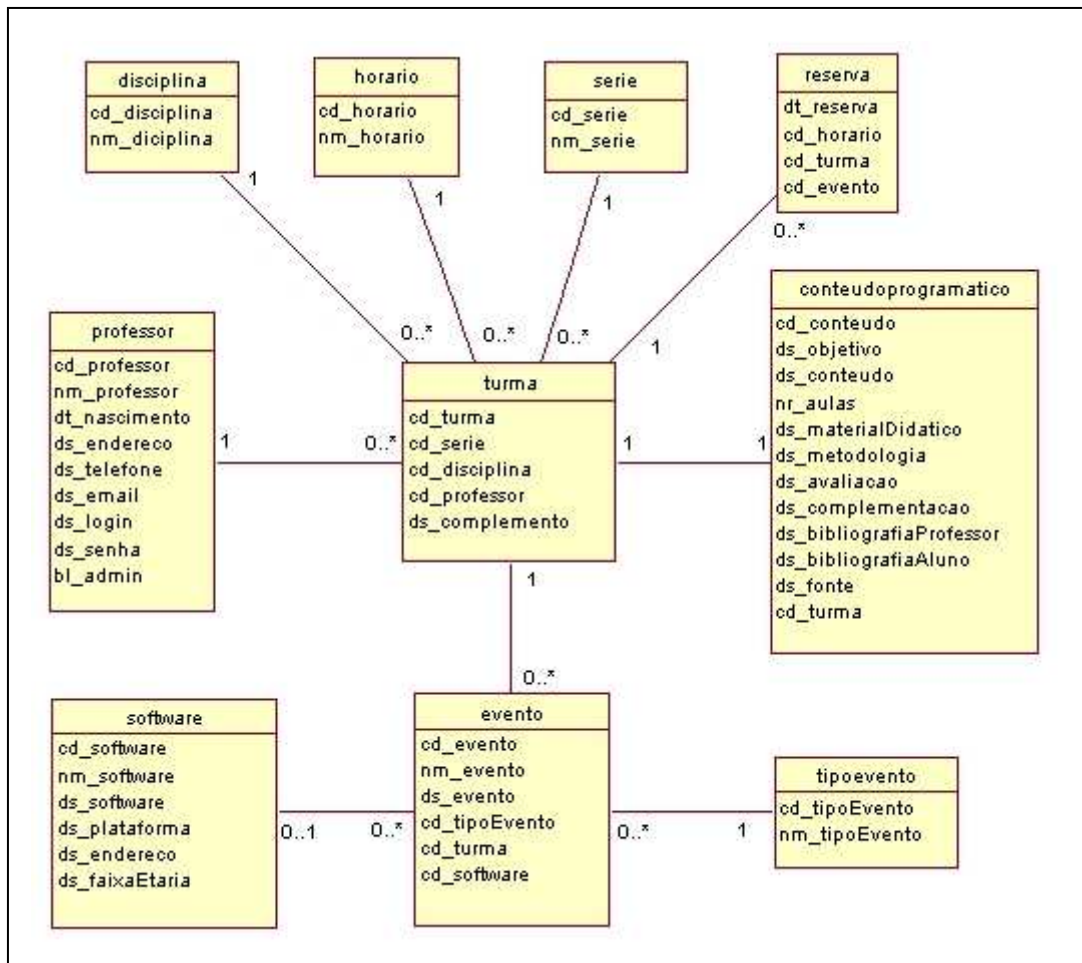 disciplina
cd_disciplina
nm_diciplina
horario
cd_horario
nm_horario
serie
cd_serie
nm_serie
reserva
dt_reserva
cd_horario
cd_turma
cd_evento
1
1
1
0..*
professor
cd_professor
nm_professor
dt_nascimento
ds_endereco
ds_telefone
ds_email
ds_login
ds_senha
bl_admin
0..*
0..*
0..*
1
turma
cd_turma
cd_serie
cd_disciplina
cd_professor
ds_complemento
conteudoprogramatico
cd_conteudo
ds_objetivo
ds_conteudo
nr_aulas
ds_materialDidatico
ds_metodologia
ds_avaliacao
ds_complementacao
ds_bibliografiaProfessor
ds_bibliografiaAluno
ds_fonte
cd_turma
1
0..*
1
1
1
0..*
software
cd_software
nm_software
ds_software
ds_plataforma
ds_endereco
ds_faixaEtaria
evento
cd_evento
nm_evento
ds_evento
cd_tipoEvento
cd_turma
cd_software
tipoevento
cd_tipoEvento
nm_tipoEvento
0..1
0..*
0..*
1